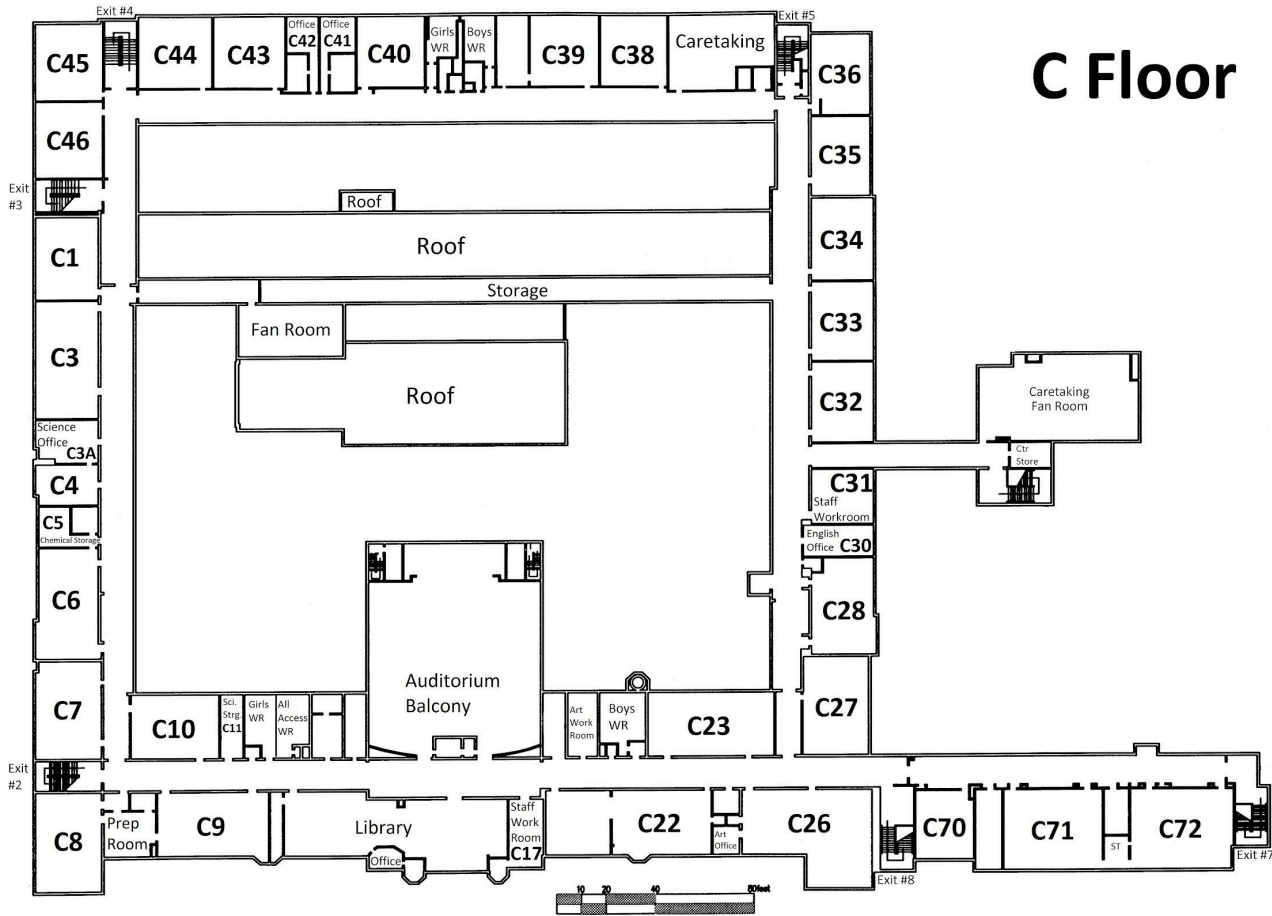 Exit #4
Exit #5
C Floor
C45
C44
C43
Office
C42
Office
C41
C40
Girls
WR
Boys
WR
C39
C38
Caretaking
C36
C46
C35
Exit
#3
Roof
C1
Roof
C34
Storage
Fan Room
C33
C3
Roof
C32
Caretaking
Fan Room
Science
Office
C3A
Ctr
Store
C4
C31
Staff
Workroom
C5
Chemical Storage
English
Office
C30
C6
C28
C7
Auditorium
Balcony
C27
C10
Sci.
Strg.
C11
Girls
WR
All
Access
WR
Art
Work
Room
Boys
WR
C23
Exit
#2
C8
Prep
Room
C9
Library
Office
Staff
Work
Room
C17
C22
Art
Office
C26
C70
C71
ST
C72
Exit #7
Exit #8
10 20 40 80feet